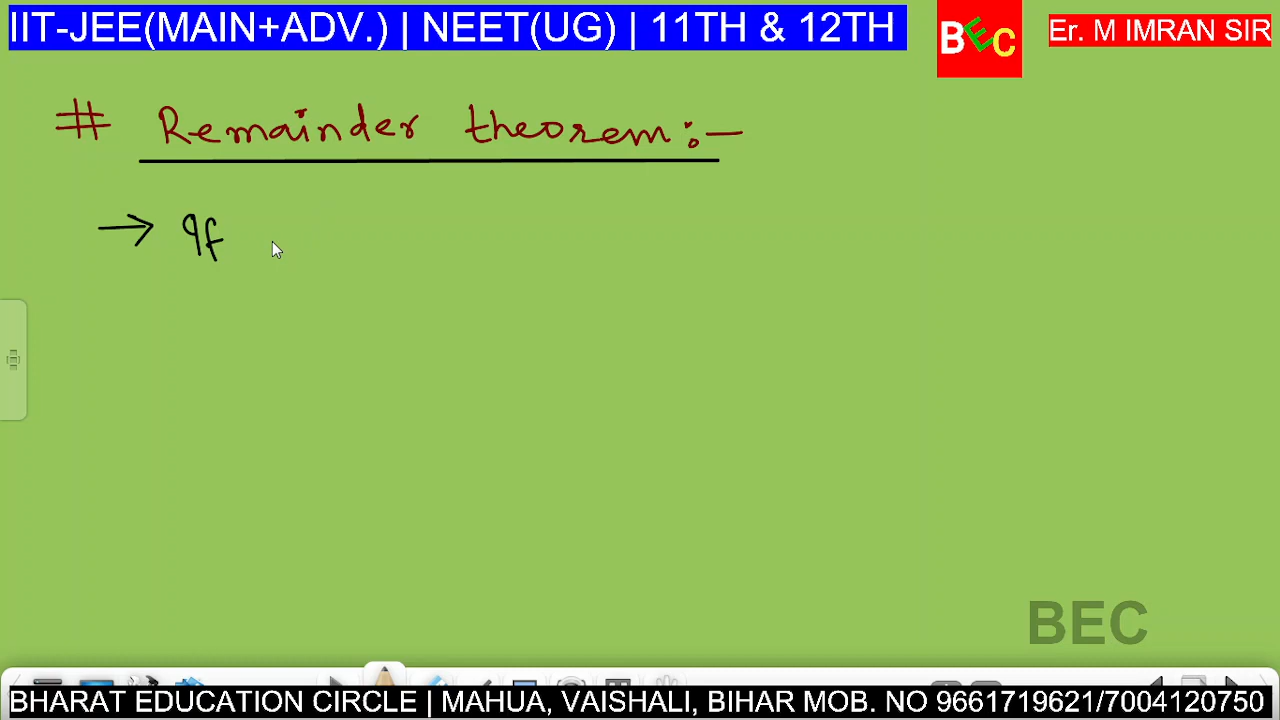 IIT-JEE(MAIN+ADV.) | NEET(UG) | 11TH & 12TH
BEC
Er. M IMRAN SIR
# Remainder theorem:-
→ If
BEC
BHARAT EDUCATION CIRCLE | MAHUA, VAISHALI, BIHAR MOB. NO 9661719621/7004120750